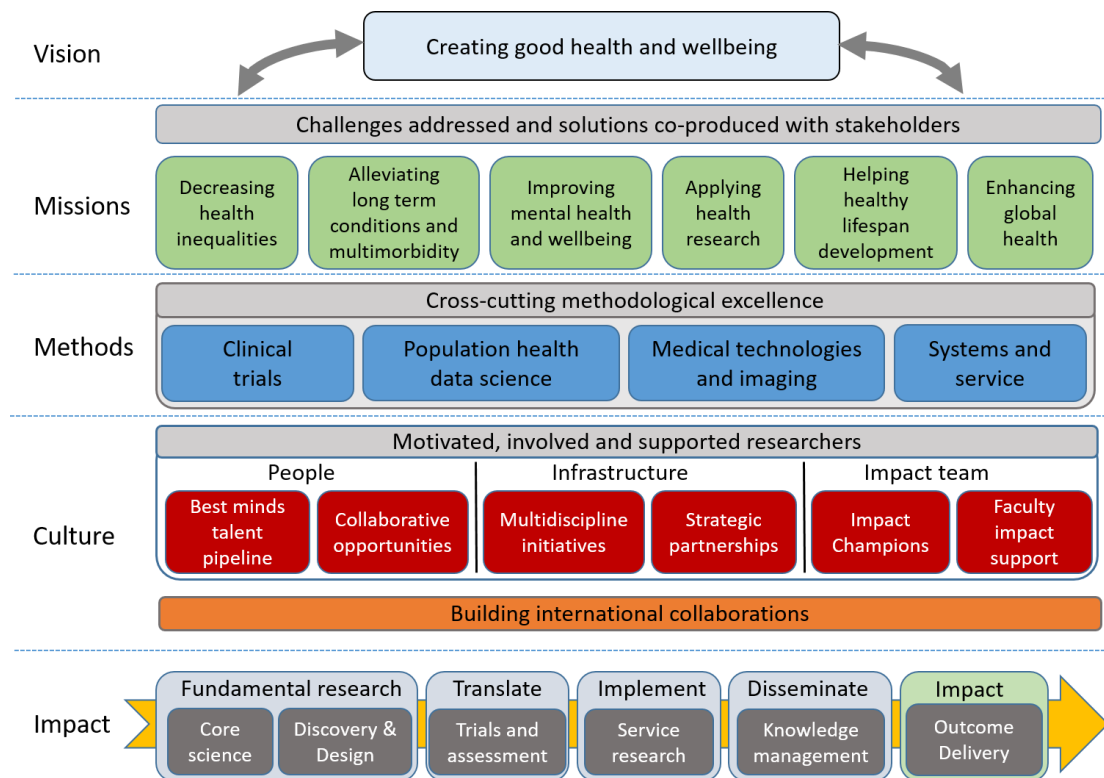 Vision
Creating good health and wellbeing
Challenges addressed and solutions co-produced with stakeholders
Missions
Decreasing
health
inequalities
Alleviating
long term
conditions and
multimorbidity
Improving
mental health
and wellbeing
Applying
health
research
Helping
healthy
lifespan
development
Enhancing
global
health
Methods
Cross-cutting methodological excellence
Clinical
trials
Population health
data science
Medical technologies
and imaging
Systems and
service
Culture
Motivated, involved and supported researchers
People
Best minds
talent
pipeline
Collaborative
opportunities
Infrastructure
Multidiscipline
initiatives
Strategic
partnerships
Impact team
Impact
Champions
Faculty
impact
support
Building international collaborations
Impact
Fundamental research
Core
science
Discovery &
Design
Translate
Trials and
assessment
Implement
Service
research
Disseminate
Knowledge
management
Impact
Outcome
Delivery